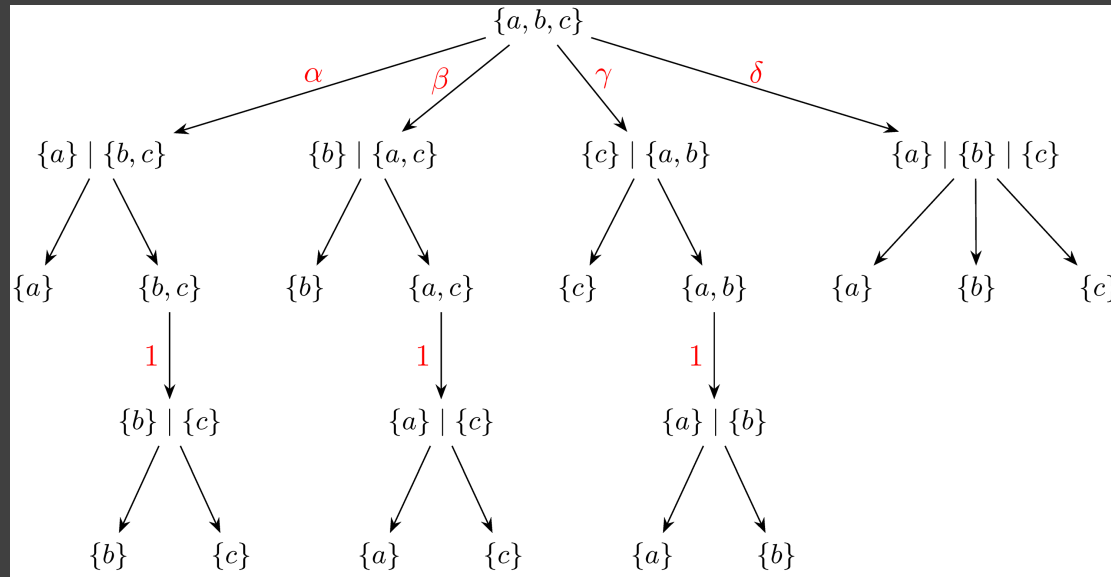 {a, b, c}
α β γ δ
{a} | {b, c} {b} | {a, c} {c} | {a, b} {a} | {b} | {c}
{a} {b, c} {b} {a, c} {c} {a, b} {a} {b} {c}
1 1 1
{b} | {c} {a} | {c} {a} | {b}
{b} {c} {a} {c} {a} {b}